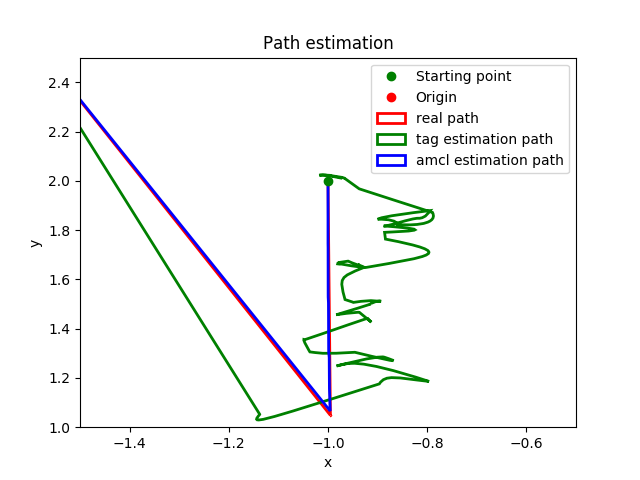 Path estimation
Starting point
Origin
real path
tag estimation path
amcl estimation path
2.4
2.2
2.0
1.8
1.6
1.4
1.2
1.0
y
−1.4
−1.2
−1.0
−0.8
−0.6
x